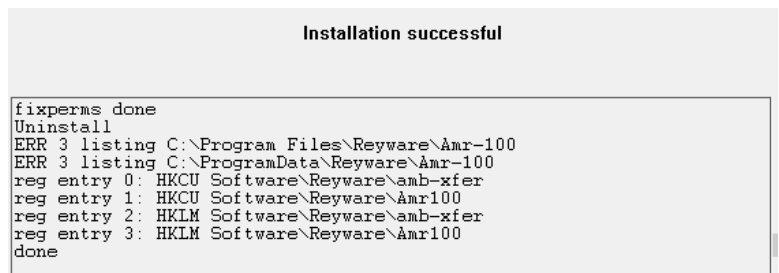 Installation successful
fixperms done
Uninstall
ERR 3 listing C:\Program Files\Reyware\Amr-100
ERR 3 listing C:\ProgramData\Reyware\Amr-100
reg entry 0: HKCU Software\Reyware\amb-xfer
reg entry 1: HKCU Software\Reyware\Amr100
reg entry 2: HKLM Software\Reyware\amb-xfer
reg entry 3: HKLM Software\Reyware\Amr100
done